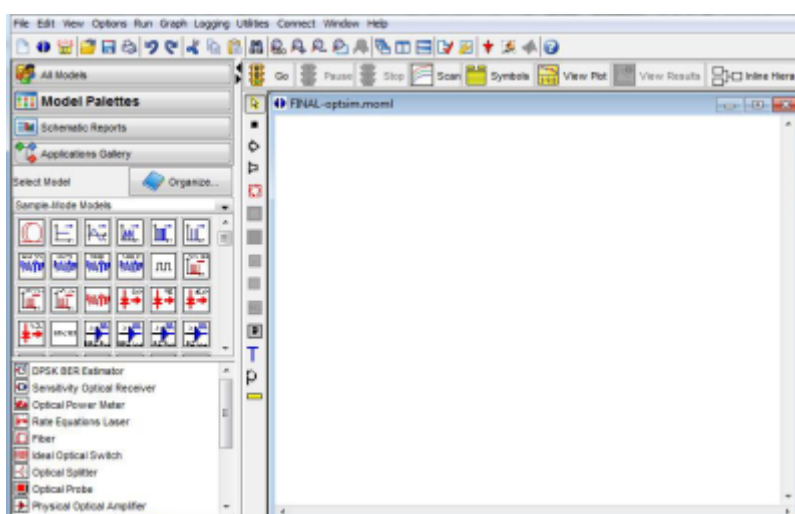 File Edit View Options Run Graph Logging Utilities Connect Window Help
All Models
Go Pause Stop Scan Symbols View Plot View Results Inline Hiera
Model Palettes
FINAL-optsim.moml
Schematic Reports
Applications Gallery
Select Model Organize...
Sample-Mode Models
DPSK BER Estimator
Sensitivity Optical Receiver
Optical Power Meter
Rate Equations Laser
Fiber
Ideal Optical Switch
Optical Splitter
Optical Probe
Physical Optical Amplifier